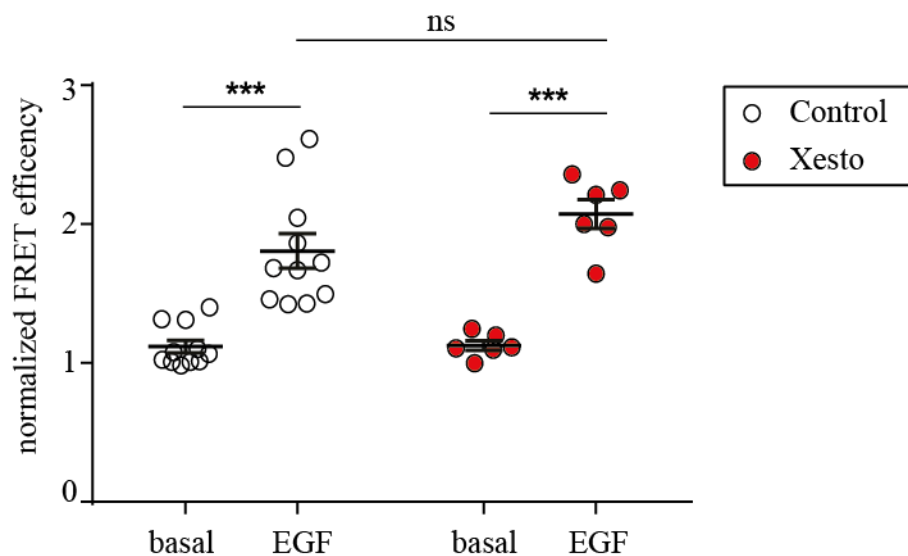 ns
***
***
3
2
1
0
normalized FRET efficency
basal
EGF
basal
EGF
Control
Xesto